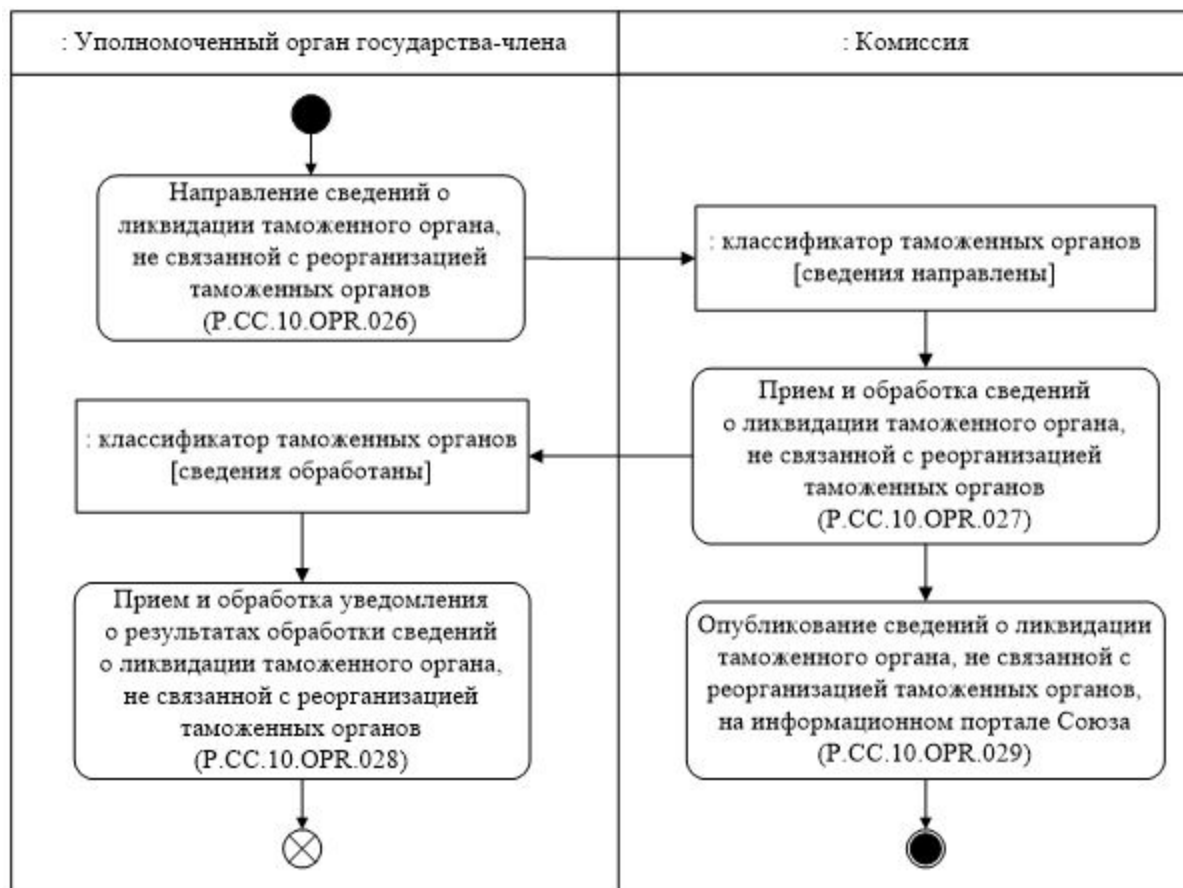 : Уполномоченный орган государства-члена
: Комиссия
Направление сведений о
ликвидации таможенного органа,
не связанной с реорганизацией
таможенных органов
(P.CC.10.OPR.026)
: классификатор таможенных органов
[сведения направлены]
Прием и обработка сведений
о ликвидации таможенного органа,
не связанной с реорганизацией
таможенных органов
(P.CC.10.OPR.027)
: классификатор таможенных органов
[сведения обработаны]
Прием и обработка уведомления
о результатах обработки сведений
о ликвидации таможенного органа,
не связанной с реорганизацией
таможенных органов
(P.CC.10.OPR.028)
Опубликование сведений о ликвидации
таможенного органа, не связанной с
реорганизацией таможенных органов,
на информационном портале Союза
(P.CC.10.OPR.029)